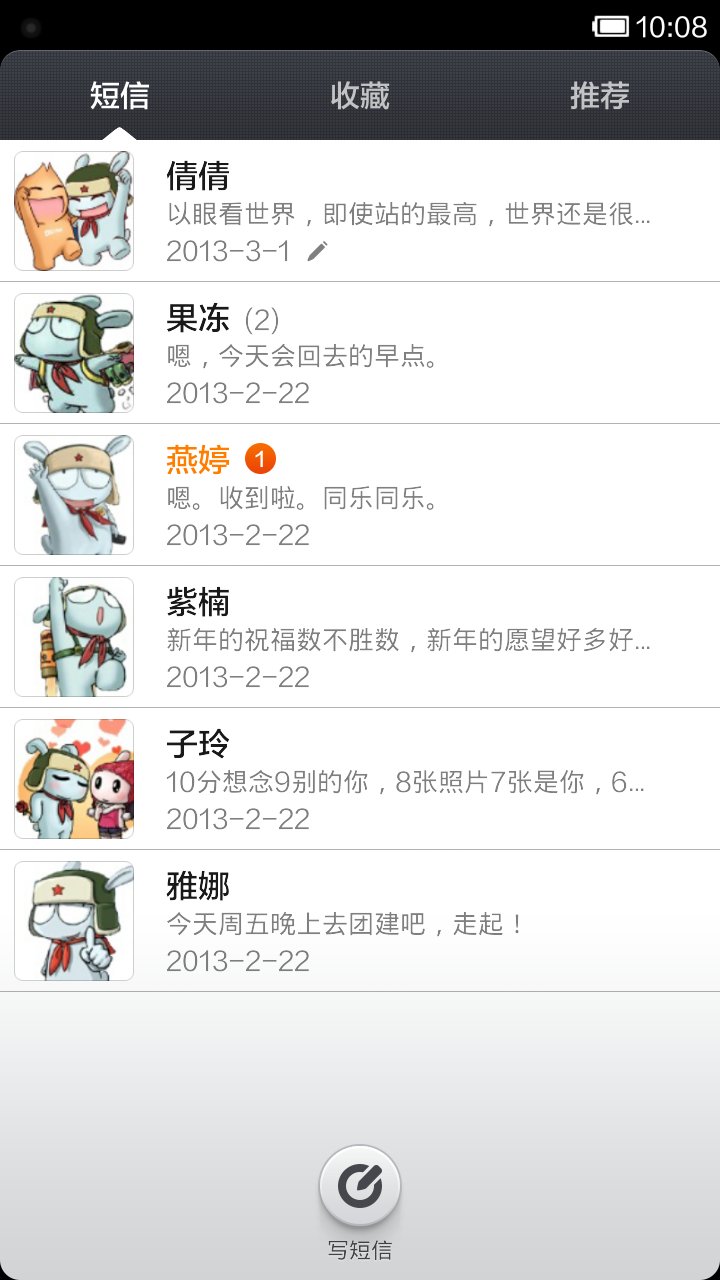 10:08
短信 收藏 推荐
倩倩
以眼看世界，即使站的最高，世界还是很...
2013-3-1
果冻 (2)
嗯，今天会回去的早点。
2013-2-22
燕婷 1
嗯。收到啦。同乐同乐。
2013-2-22
紫楠
新年的祝福数不胜数，新年的愿望好多好...
2013-2-22
子玲
10分想念9别的你，8张照片7张是你，6...
2013-2-22
雅娜
今天周五晚上去团建吧，走起！
2013-2-22
写短信